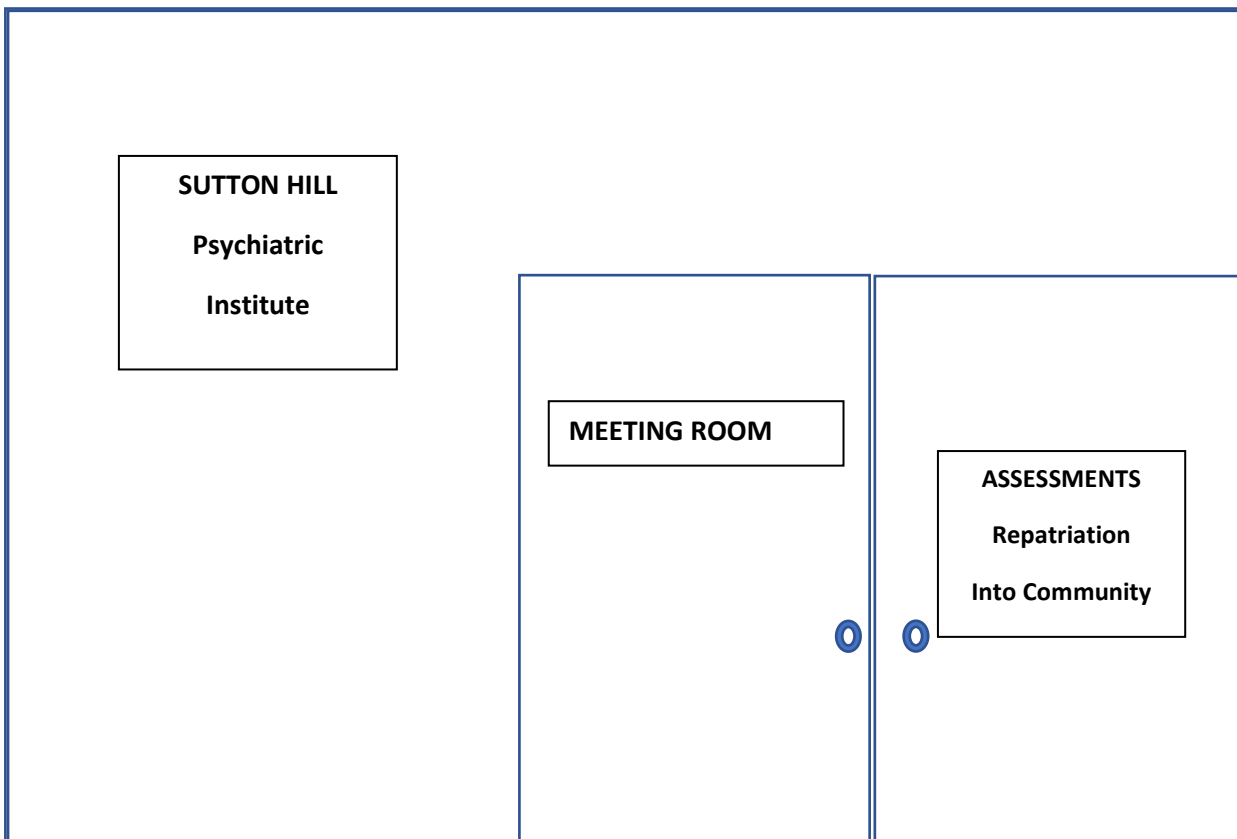 SUTTON HILL
Psychiatric
Institute
MEETING ROOM
ASSESSMENTS
Repatriation
Into Community